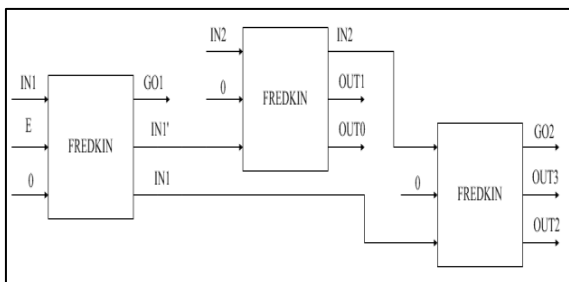 IN2 IN2
IN1 GO1 0 FREDKIN OUT1
E FREDKIN IN1' OUT0 GO2
0 IN1 0 FREDKIN OUT3
OUT2